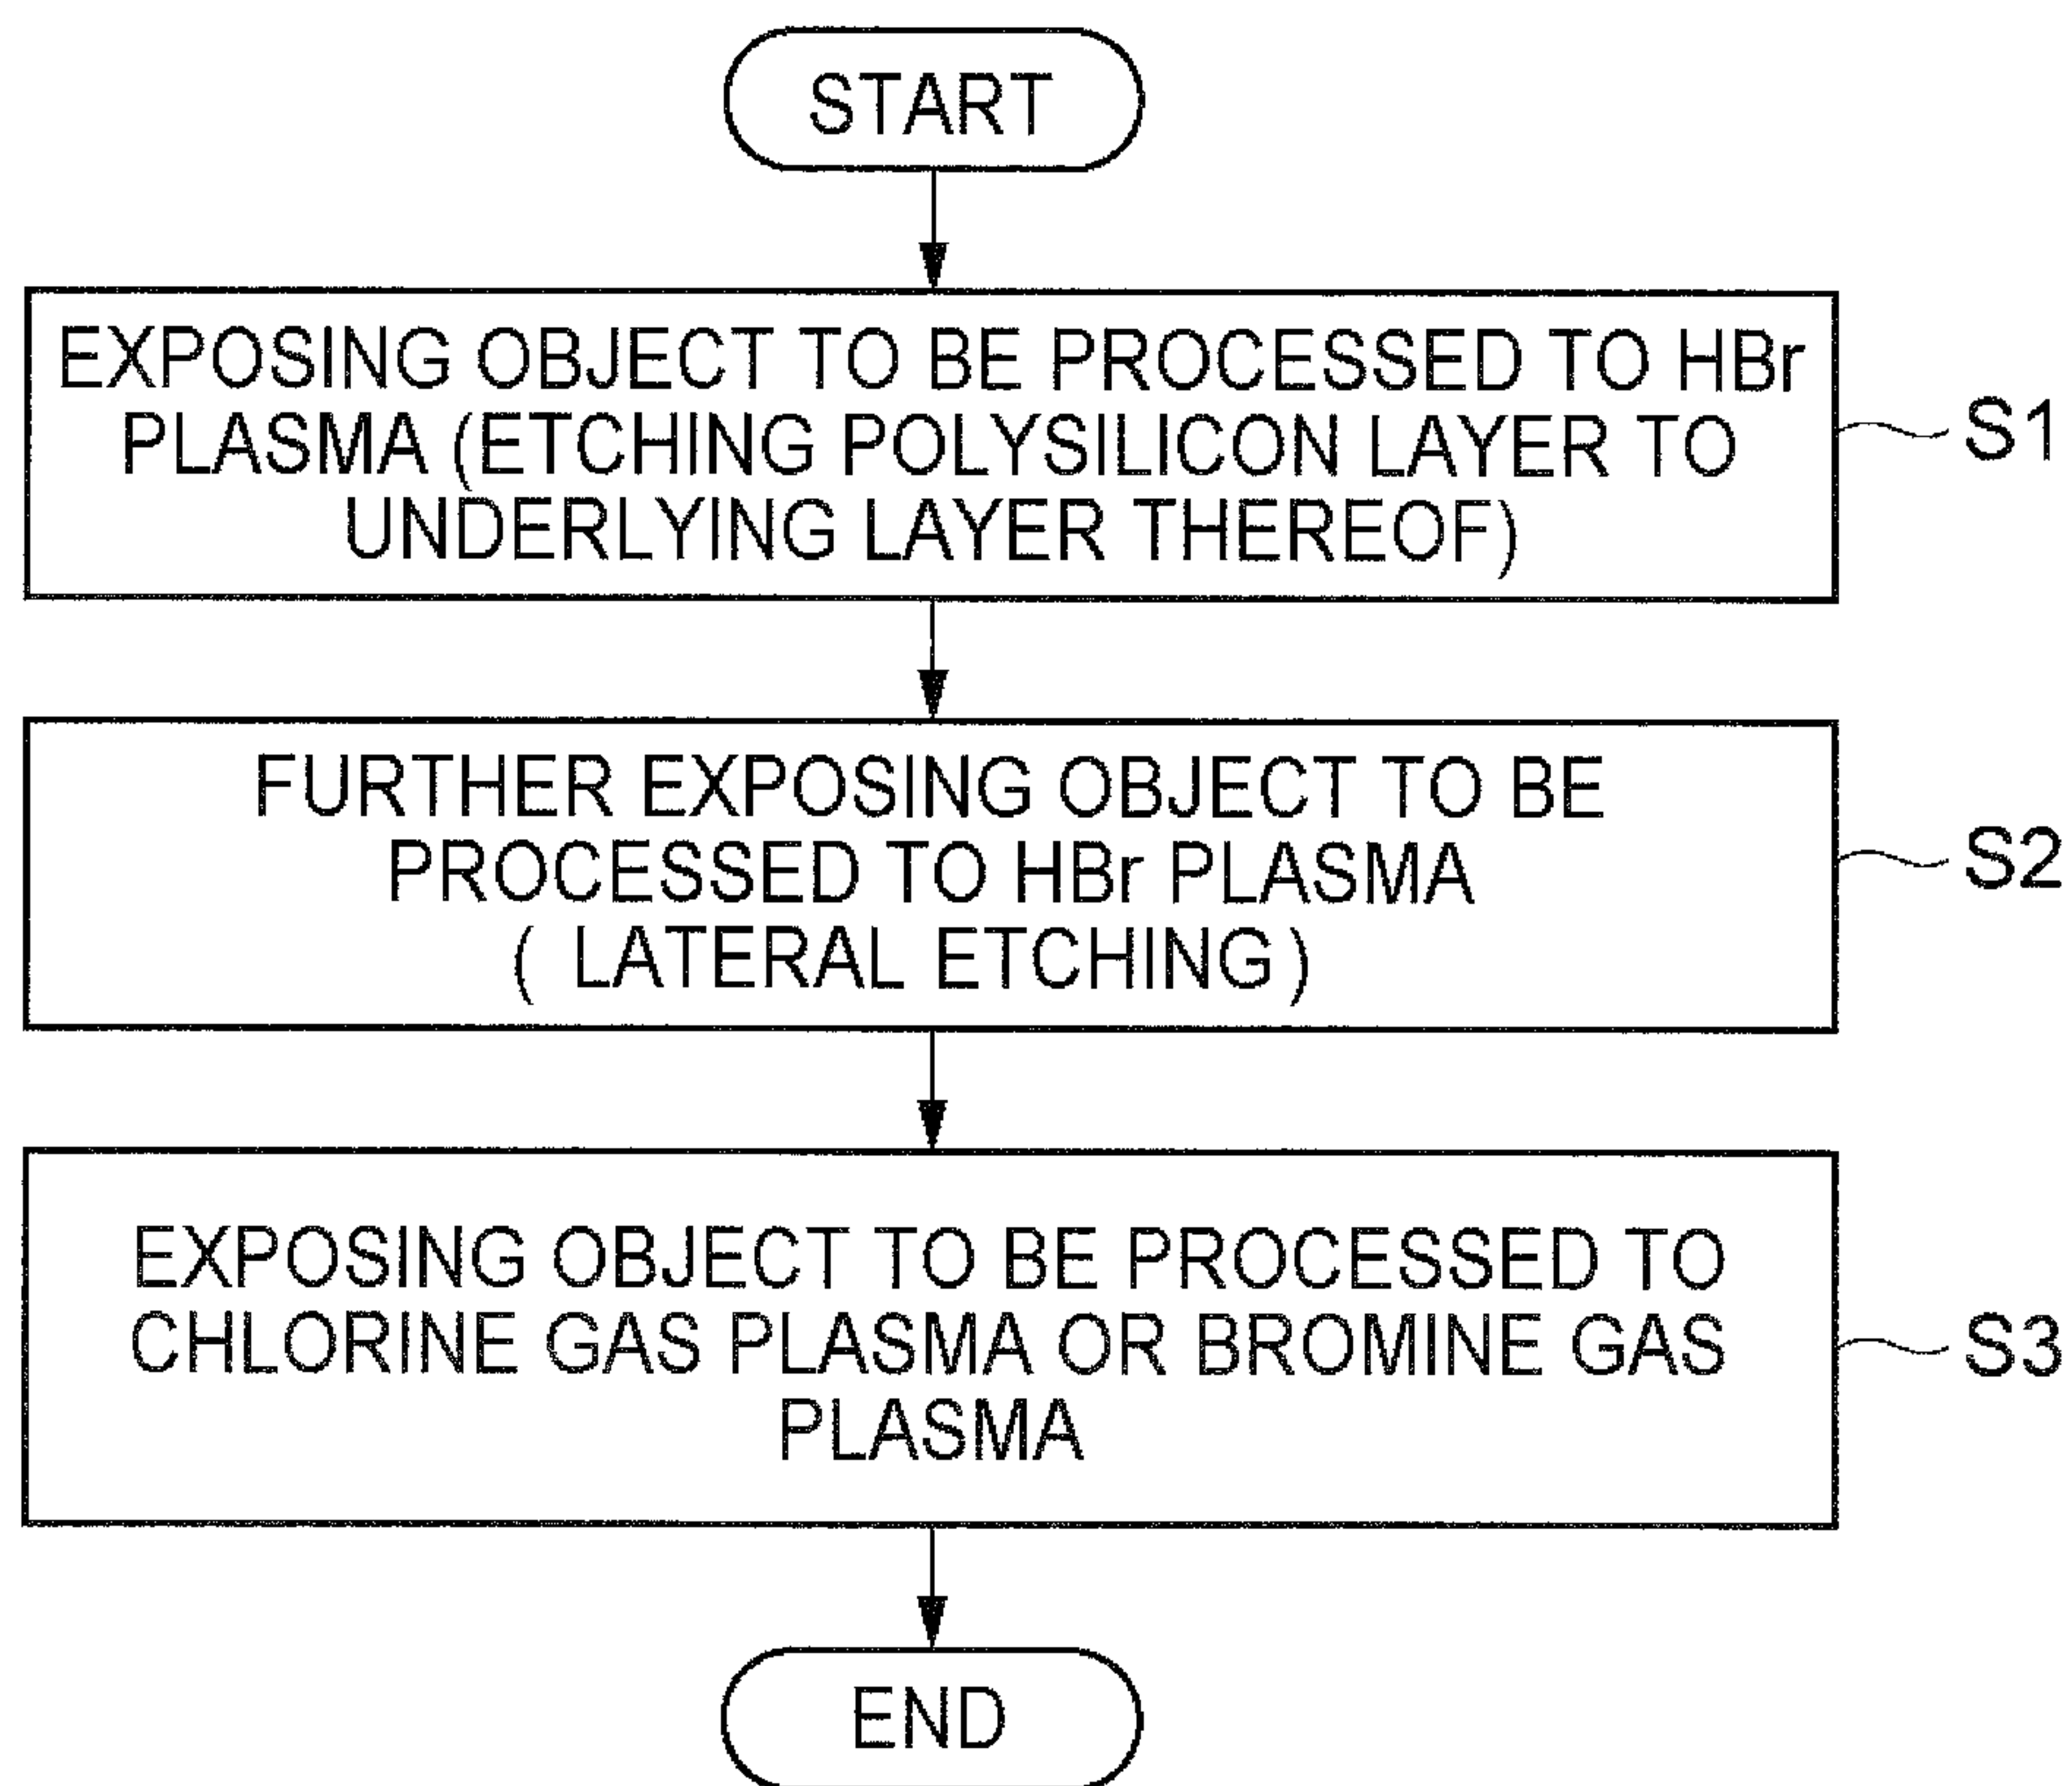 START
EXPOSING OBJECT TO BE PROCESSED TO HBr
PLASMA (ETCHING POLYSILICON LAYER TO
UNDERLYING LAYER THEREOF)
S1
FURTHER EXPOSING OBJECT TO BE
PROCESSED TO HBr PLASMA
( LATERAL ETCHING )
S2
EXPOSING OBJECT TO BE PROCESSED TO
CHLORINE GAS PLASMA OR BROMINE GAS
PLASMA
S3
END